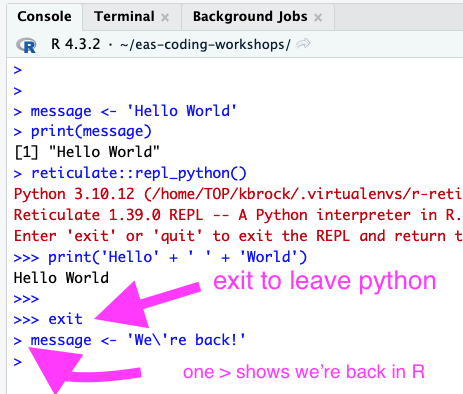 Console Terminal × Background Jobs ×
R R 4.3.2 · ~/eas-coding-workshops/
>
>
> message <- 'Hello World'
> print(message)
[1] "Hello World"
> reticulate::repl_python()
Python 3.10.12 (/home/TOP/kbrock/.virtualenvs/r-reti
Reticulate 1.39.0 REPL -- A Python interpreter in R.
Enter 'exit' or 'quit' to exit the REPL and return t
>>> print('Hello' + ' ' + 'World')
Hello World
>>>
exit to leave python
>>> exit
> message <- 'We\'re back!'
>
one > shows we're back in R